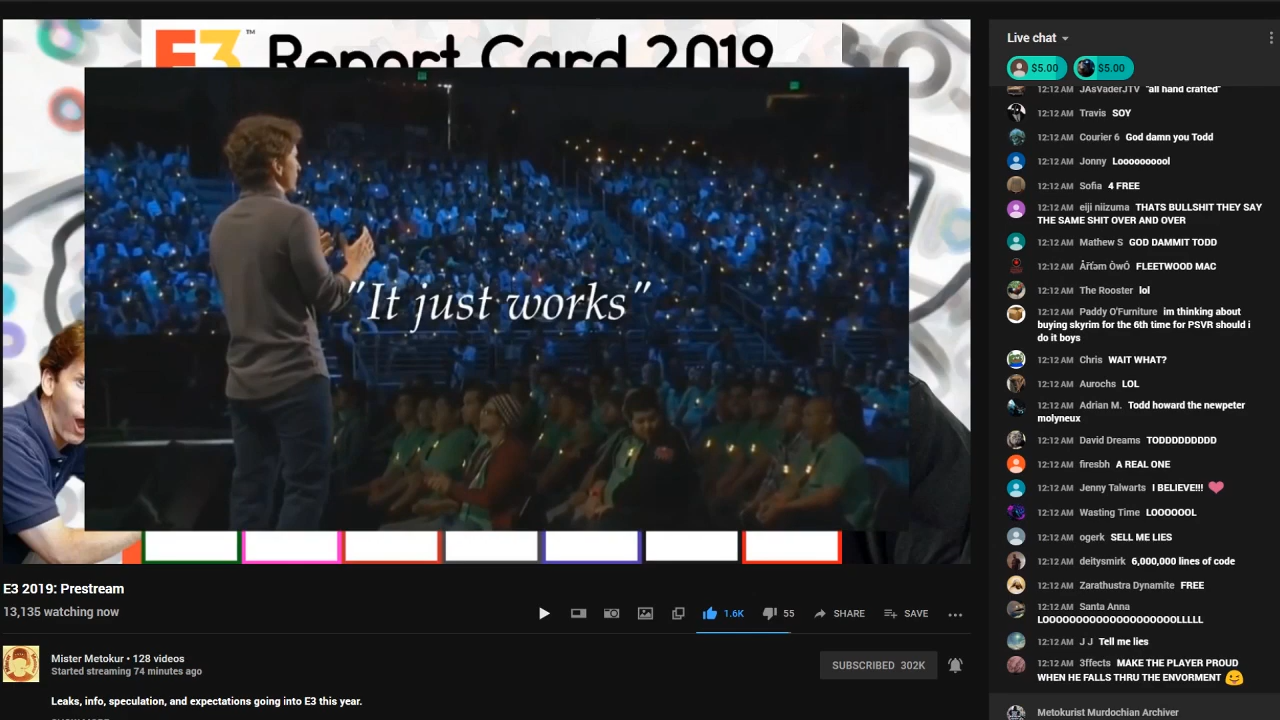 E3™ Report Card 2019
"It just works"
E3 2019: Prestream
13,135 watching now
1.6K 55 SHARE SAVE
Mister Metokur • 128 videos
Started streaming 74 minutes ago
SUBSCRIBED 302K
Leaks, info, speculation, and expectations going into E3 this year.
SHOW MORE
Live chat
$5.00 $5.00
12:12 AM JAsVaderJTV "all hand crafted"
12:12 AM Travis SOY
12:12 AM Courier 6 God damn you Todd
12:12 AM Jonny Looooooool
12:12 AM Sofia 4 FREE
12:12 AM eiji niizuma THATS BULLSHIT THEY SAY
THE SAME SHIT OVER AND OVER
12:12 AM Mathew S GOD DAMMIT TODD
12:12 AM FLEETWOOD MAC
12:12 AM The Rooster lol
12:12 AM Paddy O'Furniture im thinking about
buying skyrim for the 6th time for PSVR should i
do it boys
12:12 AM Chris WAIT WHAT?
12:12 AM Aurochs LOL
12:12 AM Adrian M. Todd howard the newpeter
molyneux
12:12 AM David Dreams TODDDDDDDDD
12:12 AM firesbh A REAL ONE
12:12 AM Jenny Talwarts I BELIEVE!!!
12:12 AM Wasting Time LOOOOOOL
12:12 AM ogerk SELL ME LIES
12:12 AM deitysmirk 6,000,000 lines of code
12:12 AM Zarathustra Dynamite FREE
12:12 AM Santa Anna
LOOOOOOOOOOOOOOOOOOOOLLLLL
12:12 AM J J Tell me lies
12:12 AM 3ffects MAKE THE PLAYER PROUD
WHEN HE FALLS THRU THE ENVORMENT
Metokurist Murdochian Archiver